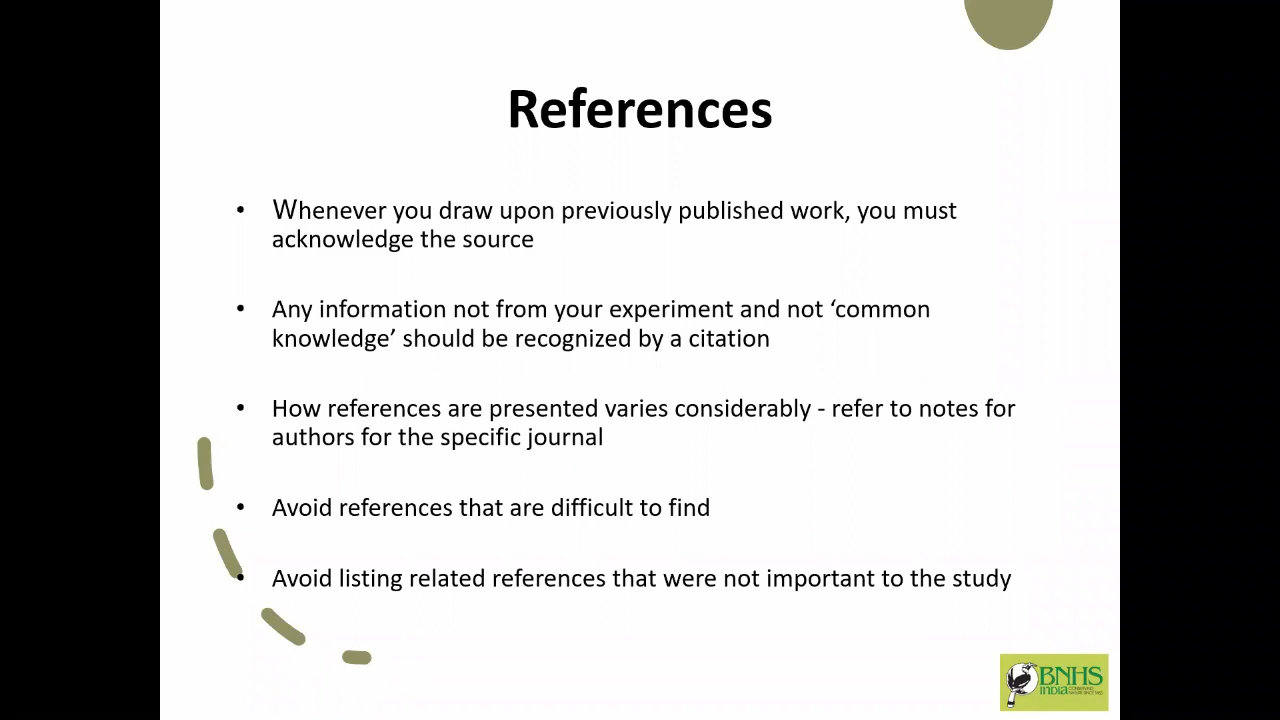 References
• Whenever you draw upon previously published work, you must
acknowledge the source
• Any information not from your experiment and not ‘common
knowledge’ should be recognized by a citation
• How references are presented varies considerably - refer to notes for
authors for the specific journal
• Avoid references that are difficult to find
• Avoid listing related references that were not important to the study
BNHS
INDIA